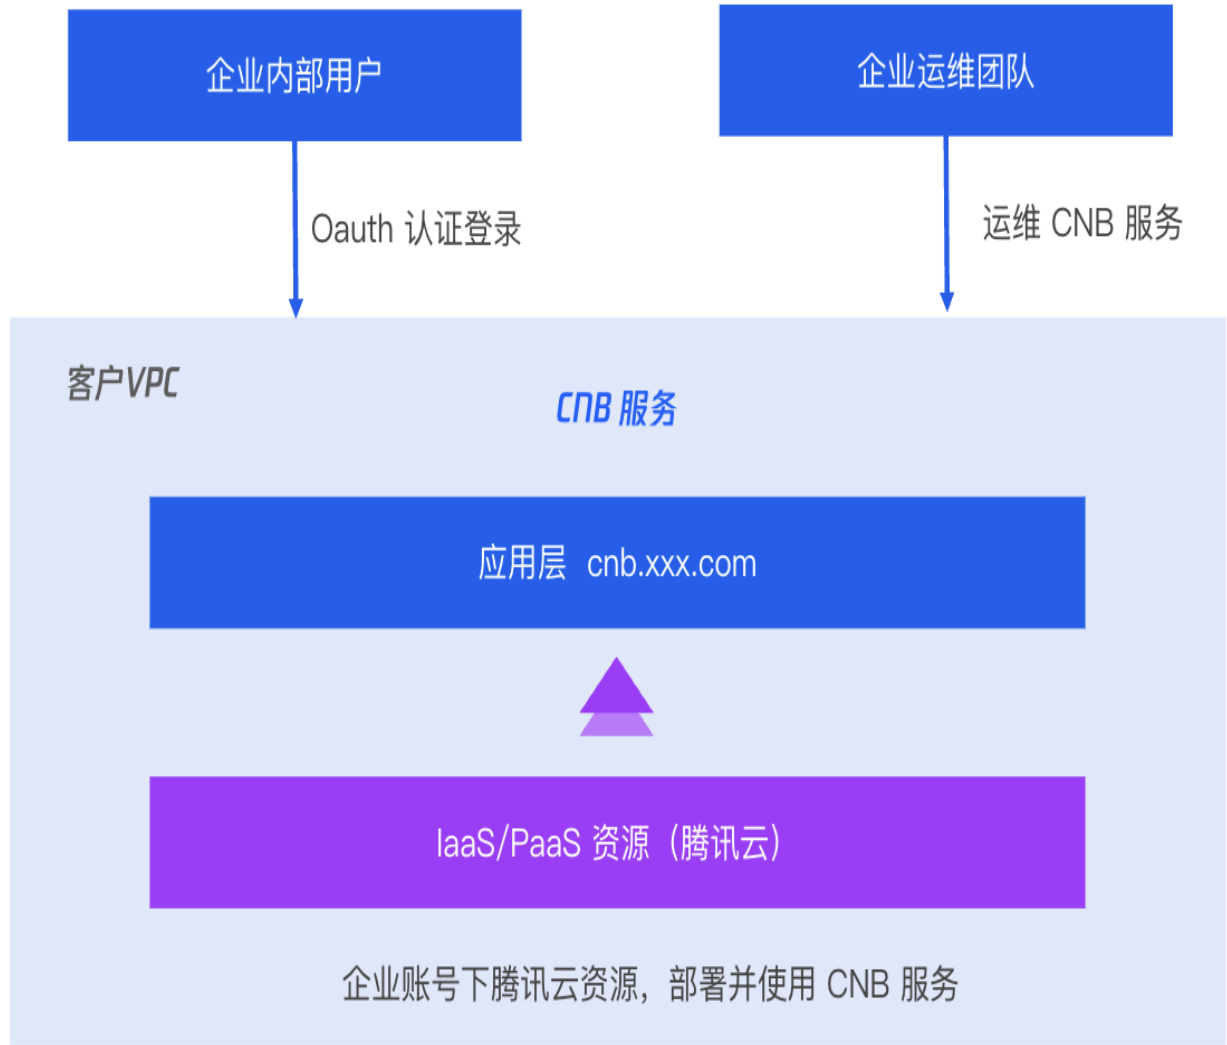 企业内部用户
企业运维团队
Oauth 认证登录
运维 CNB 服务
客户VPC
CNB 服务
应用层 cnb.xxx.com
IaaS/PaaS 资源（腾讯云）
企业账号下腾讯云资源，部署并使用 CNB 服务